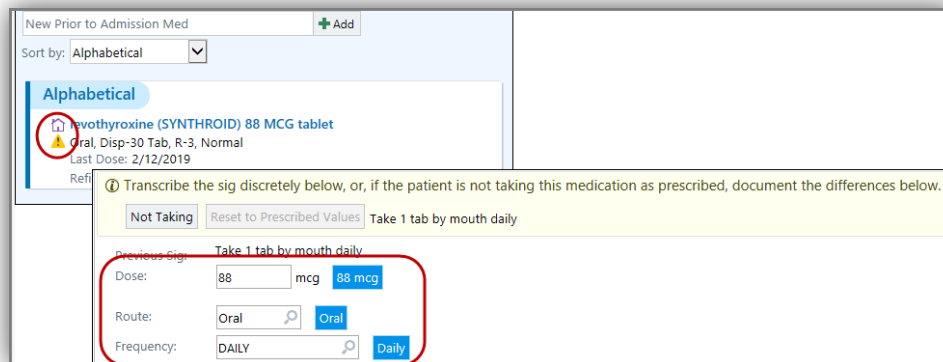 New Prior to Admission Med Add
Sort by: Alphabetical
Alphabetical
levothyroxine (SYNTHROID) 88 MCG tablet
Oral, Disp-30 Tab, R-3, Normal
Last Dose: 2/12/2019
Refi
Transcribe the sig discretely below, or, if the patient is not taking this medication as prescribed, document the differences below.
Not Taking Reset to Prescribed Values Take 1 tab by mouth daily
Previous Sig: Take 1 tab by mouth daily
Dose: 88 mcg 88 mcg
Route: Oral Oral
Frequency: DAILY Daily